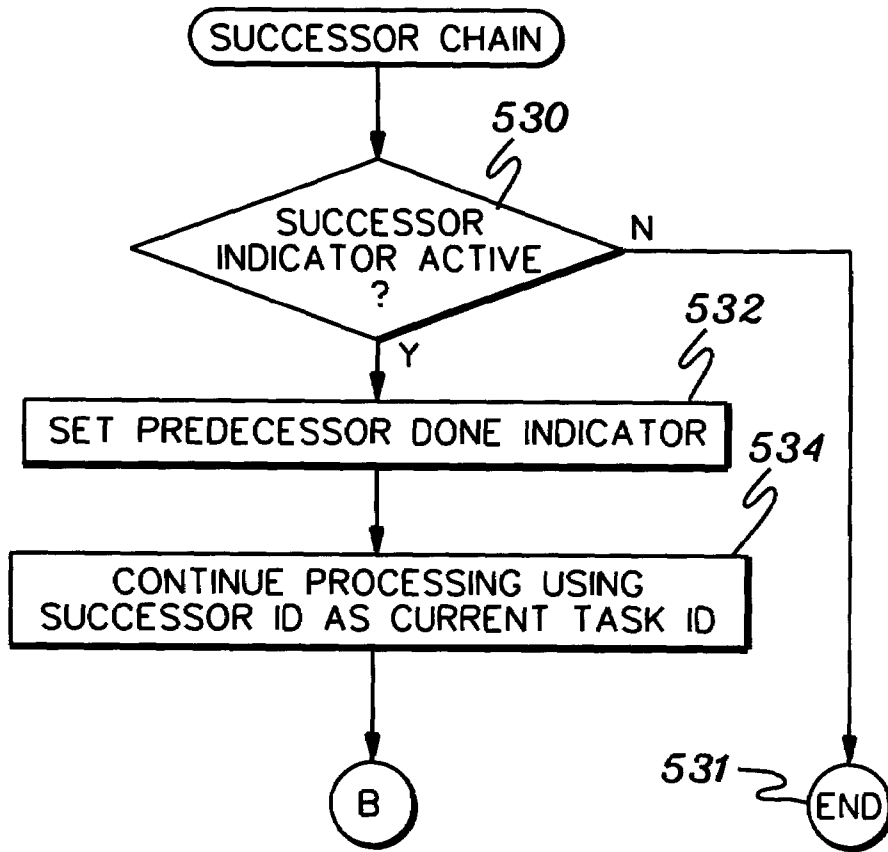 SUCCESSOR CHAIN
530
SUCCESSOR
INDICATOR ACTIVE
?
N
Y
532
SET PREDECESSOR DONE INDICATOR
534
CONTINUE PROCESSING USING
SUCCESSOR ID AS CURRENT TASK ID
B
531
END